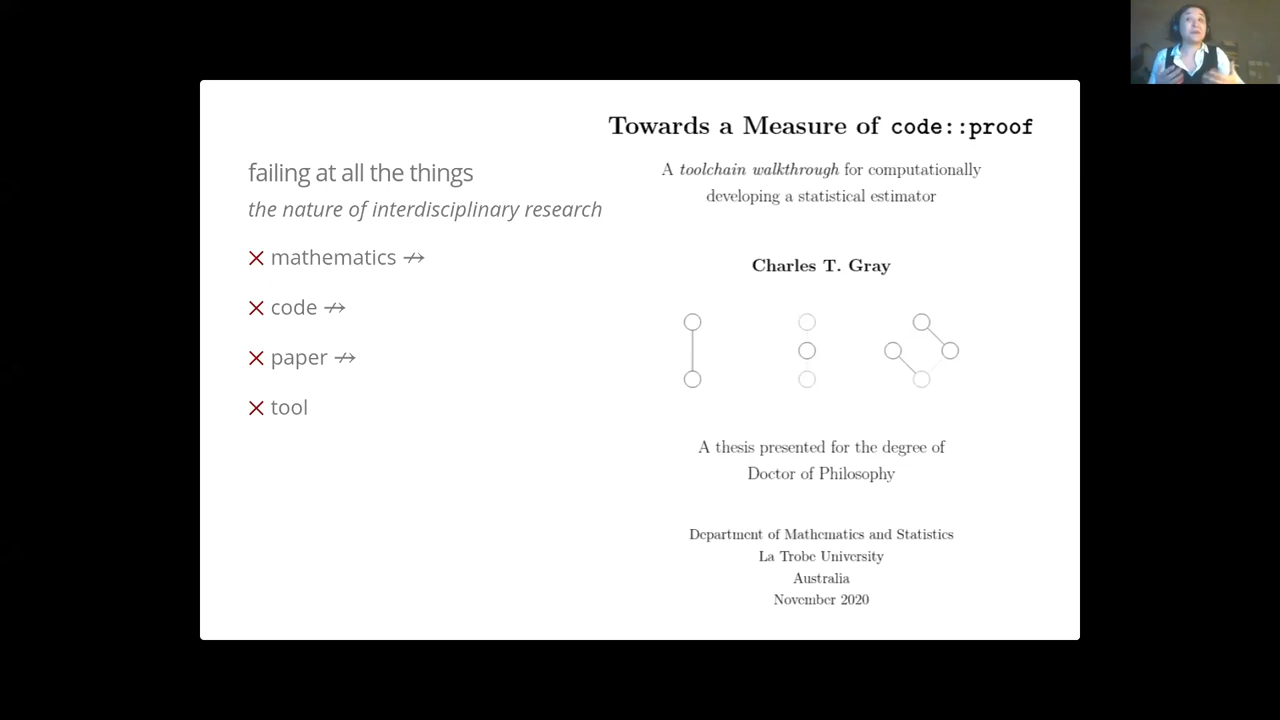 failing at all the things
the nature of interdisciplinary research
✕ mathematics ↛
✕ code ↛
✕ paper ↛
✕ tool
Towards a Measure of code::proof
A toolchain walkthrough for computationally
developing a statistical estimator
Charles T. Gray
A thesis presented for the degree of
Doctor of Philosophy
Department of Mathematics and Statistics
La Trobe University
Australia
November 2020